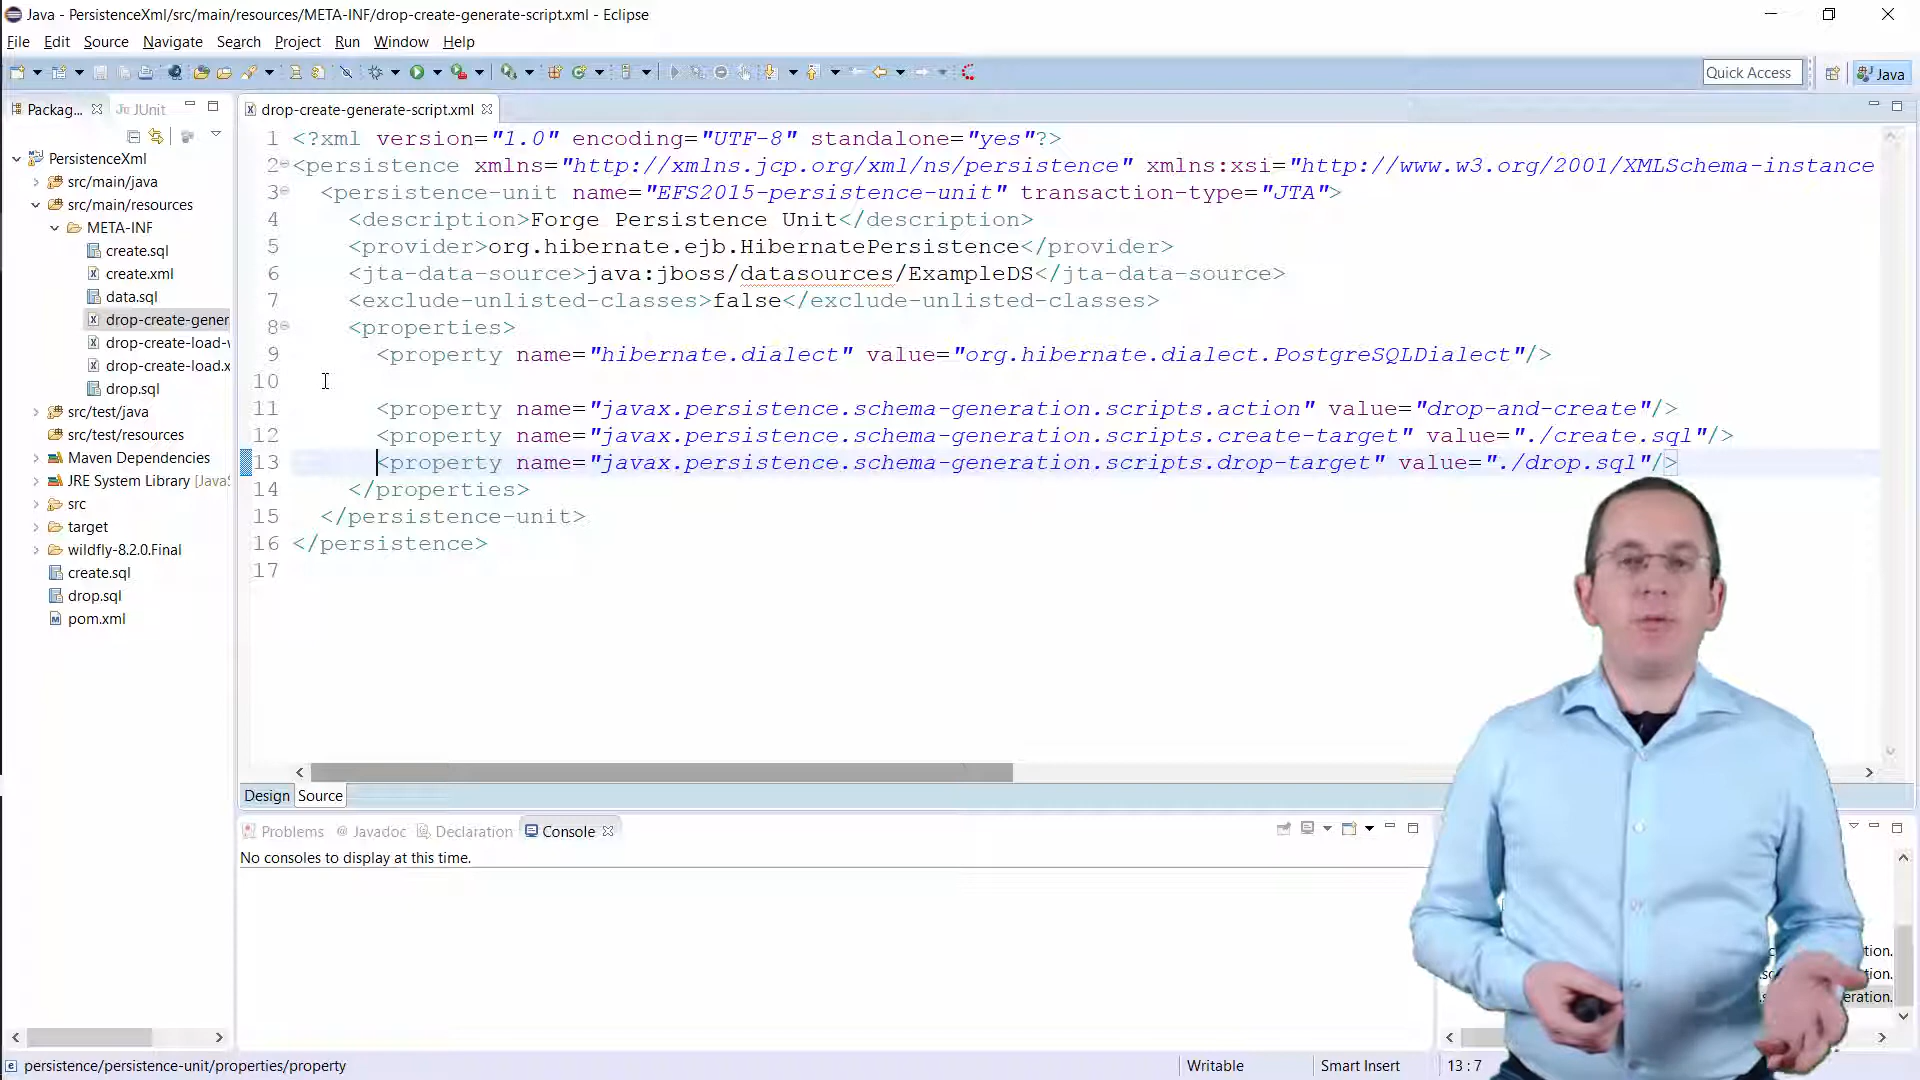 Java - PersistenceXml/src/main/resources/META-INF/drop-create-generate-script.xml - Eclipse
File Edit Source Navigate Search Project Run Window Help
Quick Access
Java
Packag...
JUnit
drop-create-generate-script.xml
PersistenceXml
src/main/java
src/main/resources
META-INF
create.sql
create.xml
data.sql
drop-create-gener
drop-create-load-
drop-create-load.x
drop.sql
src/test/java
src/test/resources
Maven Dependencies
JRE System Library [Java
src
target
wildfly-8.2.0.Final
create.sql
drop.sql
pom.xml
1 <?xml version="1.0" encoding="UTF-8" standalone="yes"?>
2 <persistence xmlns="http://xmlns.jcp.org/xml/ns/persistence" xmlns:xsi="http://www.w3.org/2001/XMLSchema-instance
3 <persistence-unit name="EFS2015-persistence-unit" transaction-type="JTA">
4 <description>Forge Persistence Unit</description>
5 <provider>org.hibernate.ejb.HibernatePersistence</provider>
6 <jta-data-source>java:jboss/datasources/ExampleDS</jta-data-source>
7 <exclude-unlisted-classes>false</exclude-unlisted-classes>
8 <properties>
9 <property name="hibernate.dialect" value="org.hibernate.dialect.PostgreSQLDialect"/>
10
11 <property name="javax.persistence.schema-generation.scripts.action" value="drop-and-create"/>
12 <property name="javax.persistence.schema-generation.scripts.create-target" value="./create.sql"/>
13 <property name="javax.persistence.schema-generation.scripts.drop-target" value="./drop.sql"/>
14 </properties>
15 </persistence-unit>
16 </persistence>
17
Design Source
Problems @ Javadoc Declaration Console
No consoles to display at this time.
tion.
tion.
eration.
persistence/persistence-unit/properties/property
Writable
Smart Insert
13 : 7